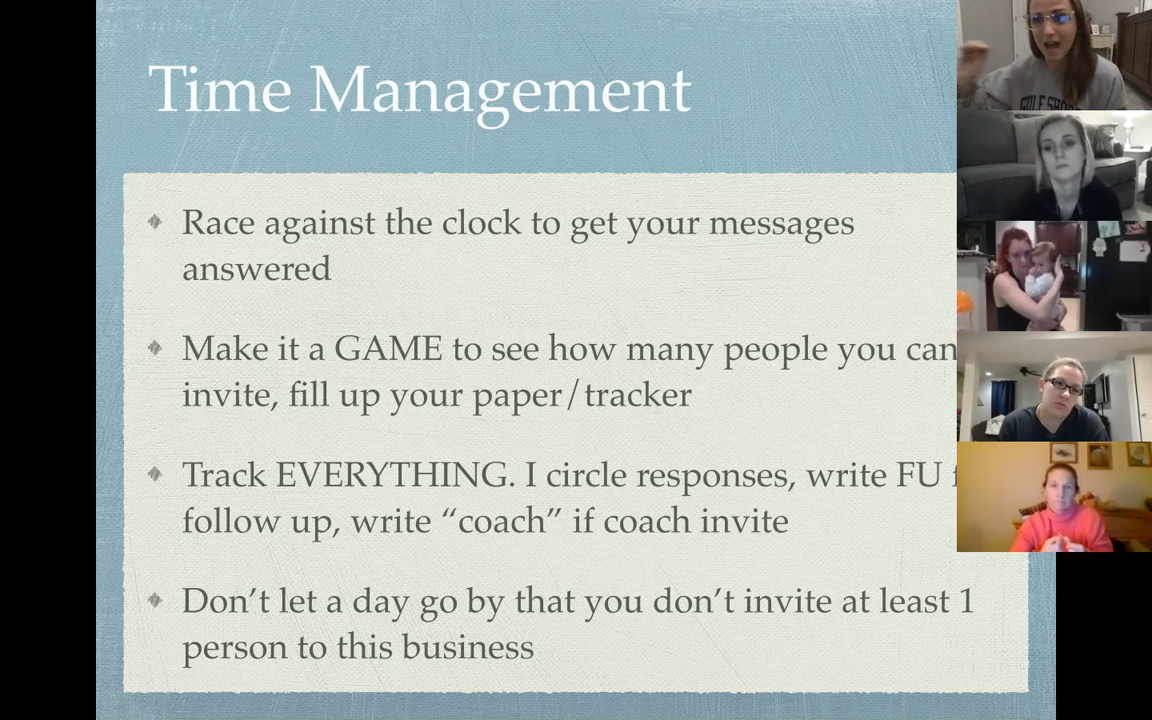 Time Management
Race against the clock to get your messages
answered
Make it a GAME to see how many people you can
invite, fill up your paper/tracker
Track EVERYTHING. I circle responses, write FU
follow up, write “coach” if coach invite
Don’t let a day go by that you don’t invite at least 1
person to this business